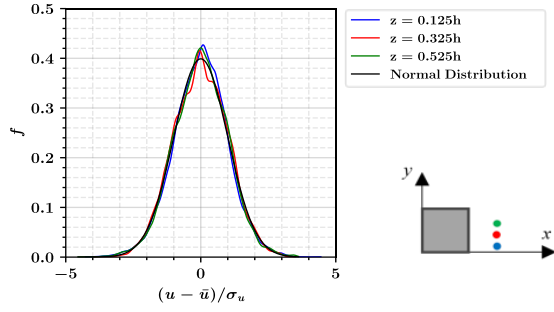 0.5
0.4
0.3
0.2
0.1
0.0
f
−5
0
5
(u − ū)/σᵤ
z = 0.125h
z = 0.325h
z = 0.525h
Normal Distribution
y
x